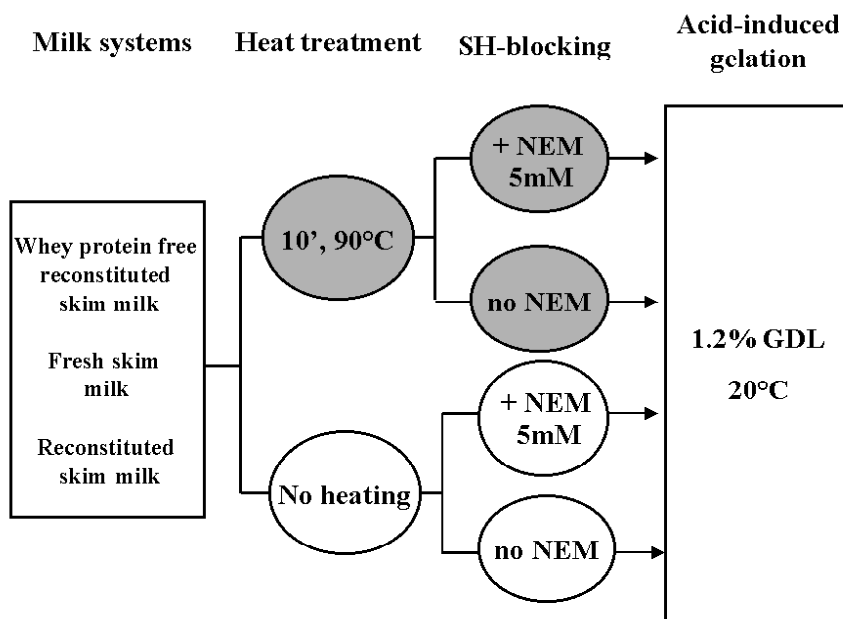 Milk systems
Heat treatment
SH-blocking
Acid-induced
gelation
Whey protein free
reconstituted
skim milk
Fresh skim
milk
Reconstituted
skim milk
10’, 90°C
No heating
+ NEM
5mM
no NEM
+ NEM
5mM
no NEM
1.2% GDL
20°C